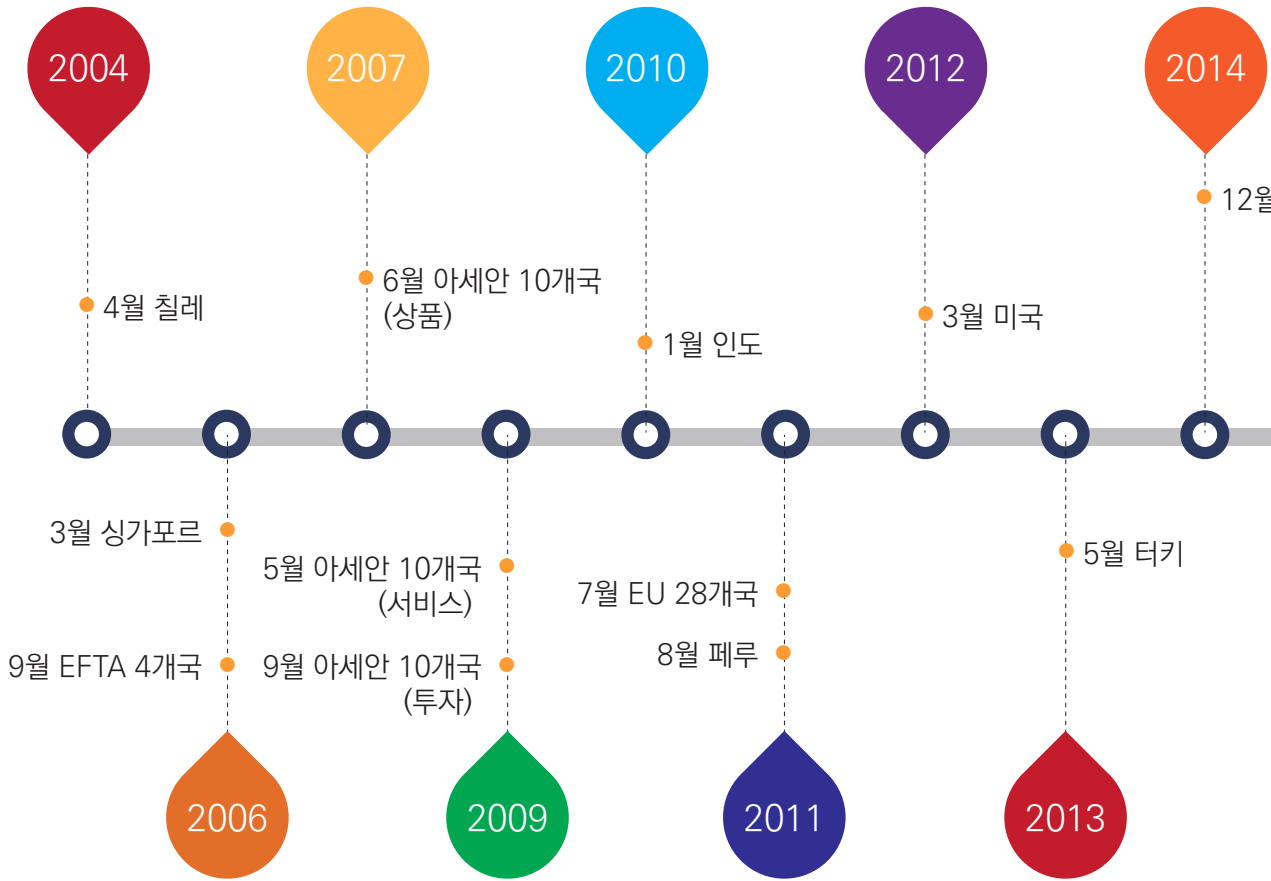 2004
2007
2010
2012
2014
12월
6월 아세안 10개국
(상품)
4월 칠레
3월 미국
1월 인도
3월 싱가포르
5월 아세안 10개국
(서비스)
5월 터키
7월 EU 28개국
8월 페루
9월 EFTA 4개국
9월 아세안 10개국
(투자)
2006
2009
2011
2013